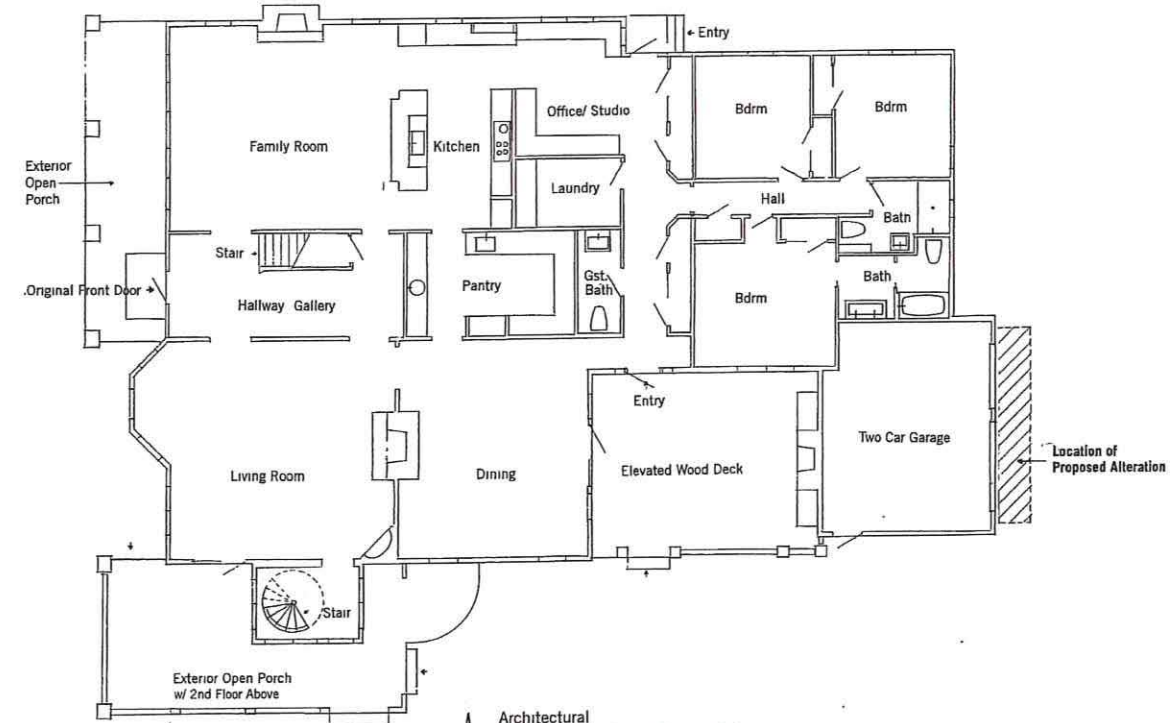 Entry
Office/ Studio
Bdrm
Bdrm
Family Room
Kitchen
Exterior
Open
Porch
Laundry
Hall
Bath
Stair
Pantry
Gst.
Bath
Bath
Original Front Door
Hallway Gallery
Bdrm
Entry
Two Car Garage
Location of
Proposed Alteration
Living Room
Dining
Elevated Wood Deck
Stair
Exterior Open Porch
w/ 2nd Floor Above
Architectural